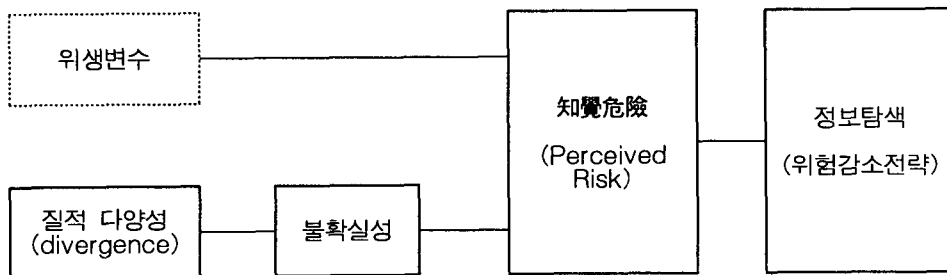 위생변수
질적 다양성
(divergence)
불확실성
知覺危險
(Perceived
Risk)
정보탐색
(위험감소전략)